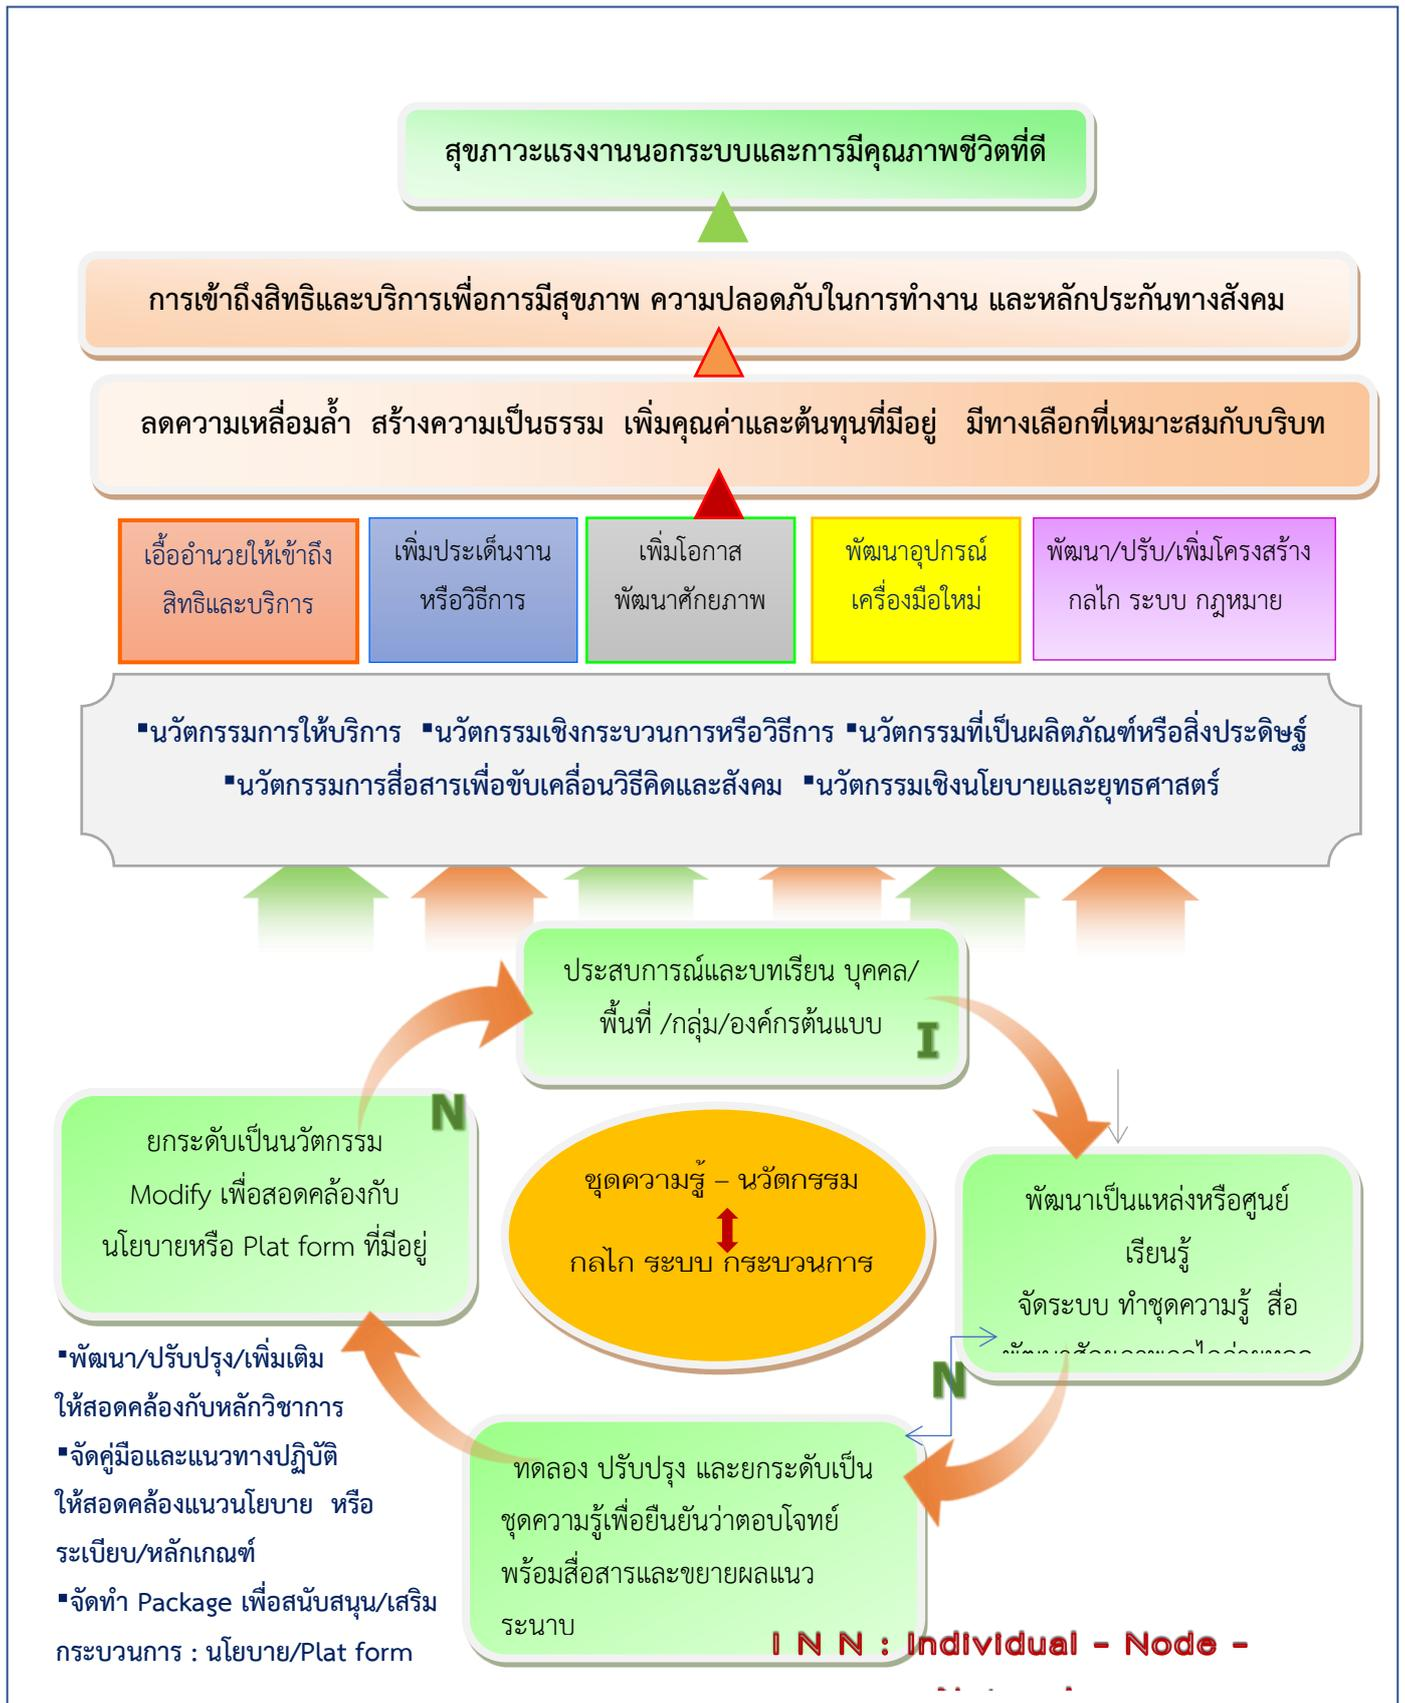 สุขภาวะแรงงานนอกระบบและการมีคุณภาพชีวิตที่ดี
การเข้าถึงสิทธิและบริการเพื่อการมีสุขภาพ ความปลอดภับในการทำงาน และหลักประกันทางสังคม
ลดความเหลื่อมล้ำ สร้างความเป็นธรรม เพิ่มคุณค่าและต้นทุนที่มีอยู่ มีทางเลือกที่เหมาะสมกับบริบท
เอื้ออำนวยให้เข้าถึง
สิทธิและบริการ
เพิ่มประเด็นงาน
หรือวิธีการ
เพิ่มโอกาส
พัฒนาศักยภาพ
พัฒนาอุปกรณ์
เครื่องมือใหม่
พัฒนา/ปรับ/เพิ่มโครงสร้าง
กลไก ระบบ กฎหมาย
▪นวัตกรรมการให้บริการ ▪นวัตกรรมเชิงกระบวนการหรือวิธีการ ▪นวัตกรรมที่เป็นผลิตภัณฑ์หรือสิ่งประดิษฐ์
▪นวัตกรรมการสื่อสารเพื่อขับเคลื่อนวิธีคิดและสังคม ▪นวัตกรรมเชิงนโยบายและยุทธศาสตร์
ประสบการณ์และบทเรียน บุคคล/
พื้นที่ /กลุ่ม/องค์กรต้นแบบ
I
N
ยกระดับเป็นนวัตกรรม
Modify เพื่อสอดคล้องกับ
นโยบายหรือ Plat form ที่มีอยู่
ชุดความรู้ – นวัตกรรม
กลไก ระบบ กระบวนการ
พัฒนาเป็นแหล่งหรือศูนย์
เรียนรู้
จัดระบบ ทำชุดความรู้ สื่อ
N
▪พัฒนา/ปรับปรุง/เพิ่มเติม
ให้สอดคล้องกับหลักวิชาการ
▪จัดคู่มือและแนวทางปฏิบัติ
ให้สอดคล้องแนวนโยบาย หรือ
ระเบียบ/หลักเกณฑ์
▪จัดทำ Package เพื่อสนับสนุน/เสริม
กระบวนการ : นโยบาย/Plat form
ทดลอง ปรับปรุง และยกระดับเป็น
ชุดความรู้เพื่อยืนยันว่าตอบโจทย์
พร้อมสื่อสารและขยายผลแนว
ระนาบ
I N N : Individual - Node -